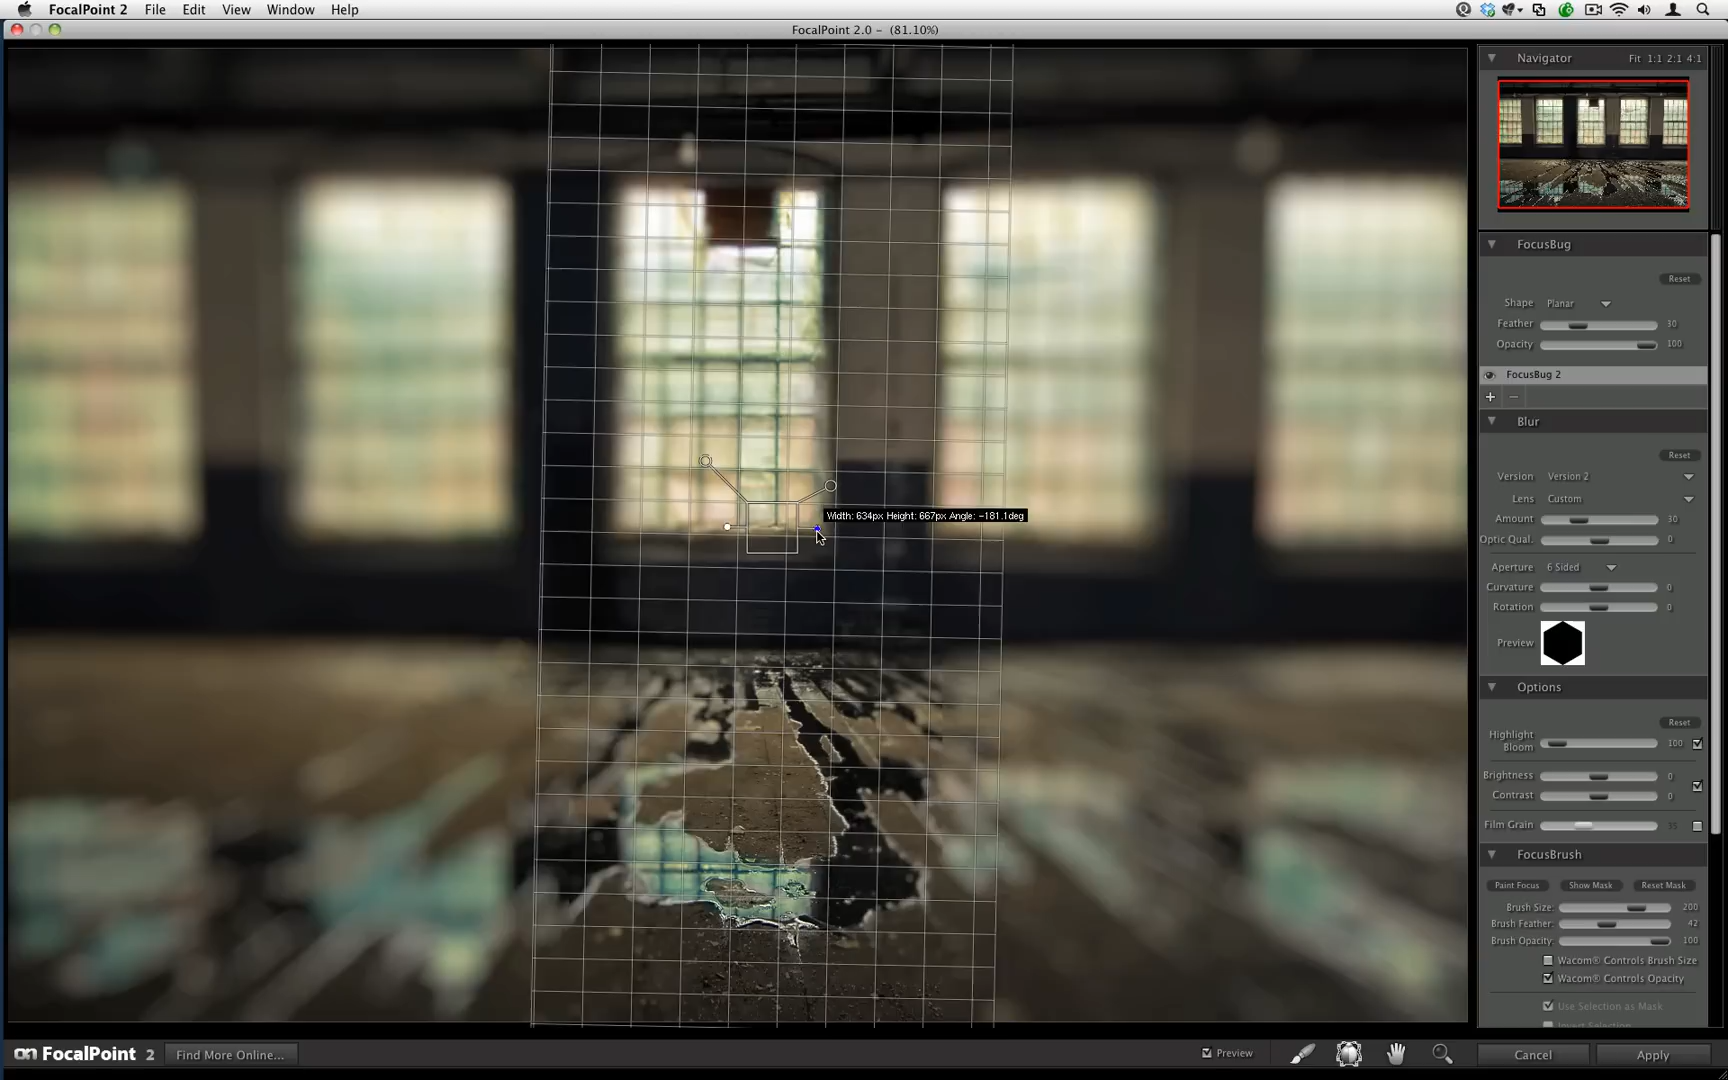 FocalPoint 2 File Edit View Window Help
FocalPoint 2.0 - (81.10%)
Navigator Fit 1:1 2:1 4:1
FocusBug
Reset
Shape Planar
Feather 30
Opacity 100
FocusBug 2
+ −
Blur
Reset
Version Version 2
Lens Custom
Width: 634px Height: 667px Angle: -181.1deg
Amount 30
Optic Qual. 0
Aperture 6 Sided
Curvature 0
Rotation 0
Preview
Options
Reset
Highlight
Bloom 100
Brightness 0
Contrast 0
Film Grain 35
FocusBrush
Paint Focus Show Mask Reset Mask
Brush Size: 200
Brush Feather: 42
Brush Opacity: 100
Wacom® Controls Brush Size
Wacom® Controls Opacity
Use Selection as Mask
Invert Selection
on FocalPoint 2 Find More Online... Preview Cancel Apply